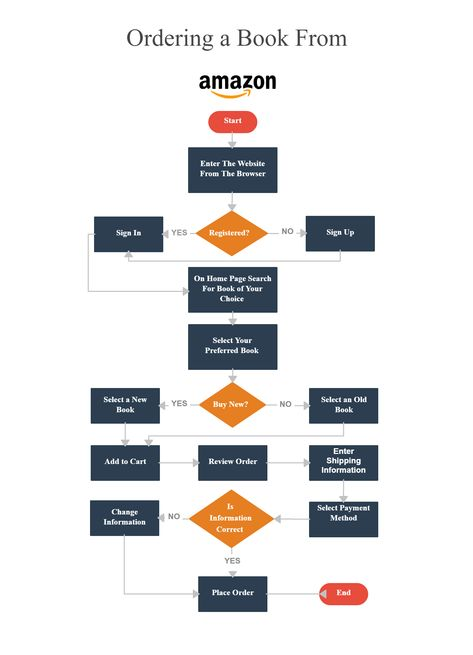 Ordering a Book From
amazon
Start
Enter The Website
From The Browser
Sign In
YES
Registered?
NO
Sign Up
On Home Page Search
For Book of Your
Choice
Select Your
Preferred Book
Select a New
Book
YES
Buy New?
NO
Select an Old
Book
Add to Cart
Review Order
Enter
Shipping
Information
Change
Information
NO
Is
Information
Correct
Select Payment
Method
YES
Place Order
End